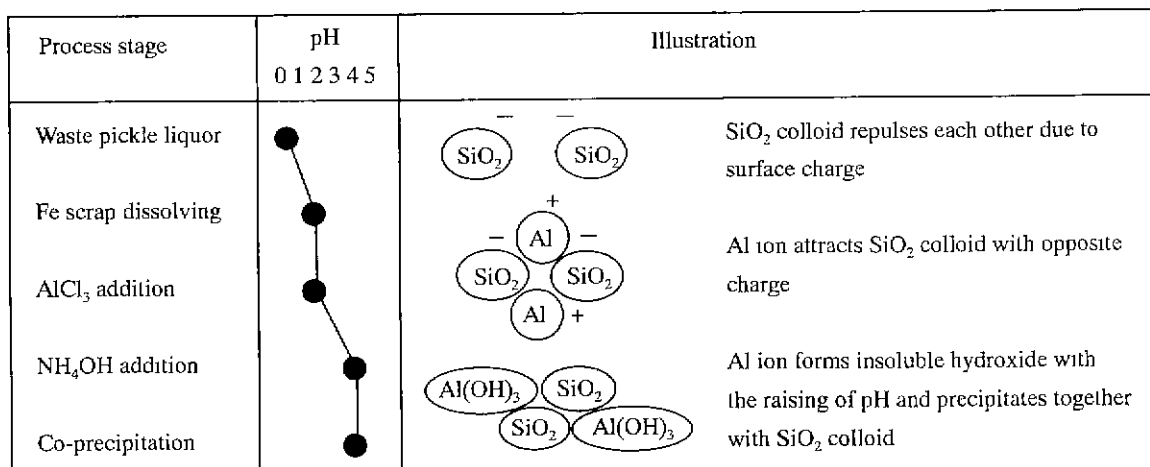 Process stage pH Illustration
0 1 2 3 4 5
Waste pickle liquor − − SiO₂ colloid repulses each other due to
SiO₂ SiO₂ surface charge
Fe scrap dissolving +
− Al − Al ion attracts SiO₂ colloid with opposite
SiO₂ SiO₂ charge
AlCl₃ addition
Al +
NH₄OH addition Al ion forms insoluble hydroxide with
Al(OH)₃ SiO₂ the raising of pH and precipitates together
SiO₂ Al(OH)₃ with SiO₂ colloid
Co-precipitation